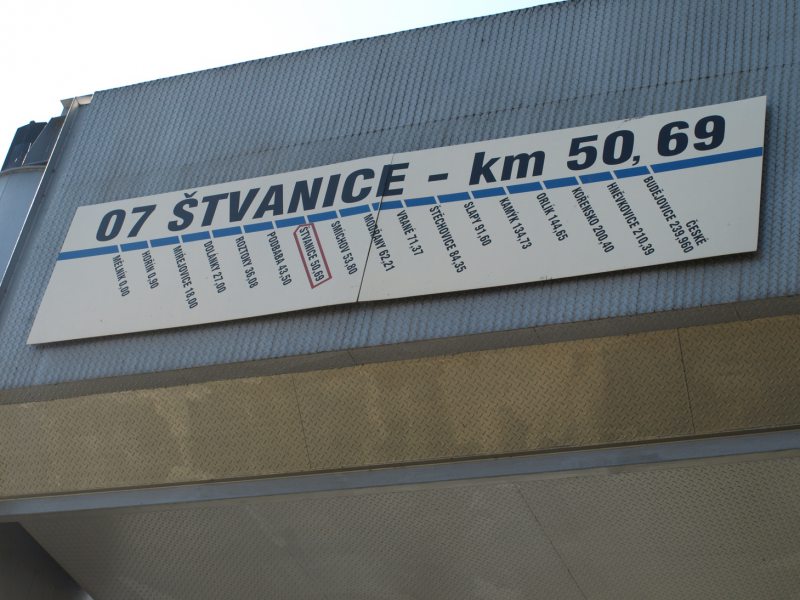 07 ŠTVANICE - km 50, 69
MĚLNÍK 0,00
HOŘÍN 0,90
MIŘEJOVICE 18,00
DOLÁNKY 27,00
ROZTOKY 36,08
PODBABA 43,50
ŠTVANICE 50,69
SMÍCHOV 53,80
MODŘANY 62,21
VRANÉ 71,37
ŠTĚCHOVICE 84,35
SLAPY 91,60
KAMÝK 134,73
ORLÍK 144,65
KOŘENSKO 200,40
HNĚVKOVICE 210,39
ČESKÉ
BUDĚJOVICE 239,960